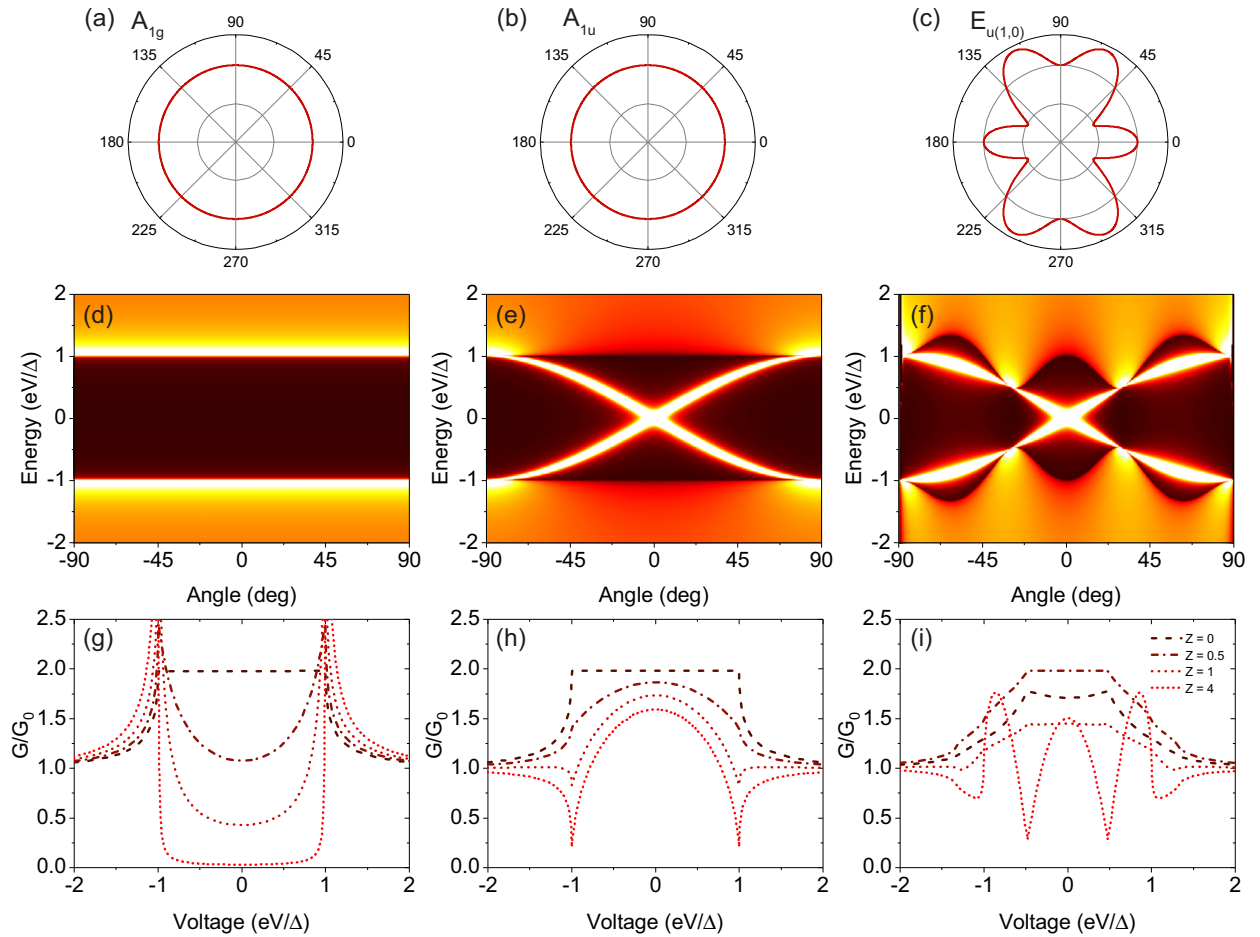 (a) A1g
90
135 45
180 0
225 315
270
(b) A1u
90
135 45
180 0
225 315
270
(c) Eu(1,0)
90
135 45
180 0
225 315
270
(d)
2
1
0
-1
-2
Energy (eV/Δ)
-90 -45 0 45 90
Angle (deg)
(e)
2
1
0
-1
-2
Energy (eV/Δ)
-90 -45 0 45 90
Angle (deg)
(f)
2
1
0
-1
-2
Energy (eV/Δ)
-90 -45 0 45 90
Angle (deg)
(g)
2.5
2.0
1.5
1.0
0.5
0.0
G/G0
-2 -1 0 1 2
Voltage (eV/Δ)
(h)
2.5
2.0
1.5
1.0
0.5
0.0
G/G0
-2 -1 0 1 2
Voltage (eV/Δ)
(i)
Z = 0
Z = 0.5
Z = 1
Z = 4
2.5
2.0
1.5
1.0
0.5
0.0
G/G0
-2 -1 0 1 2
Voltage (eV/Δ)